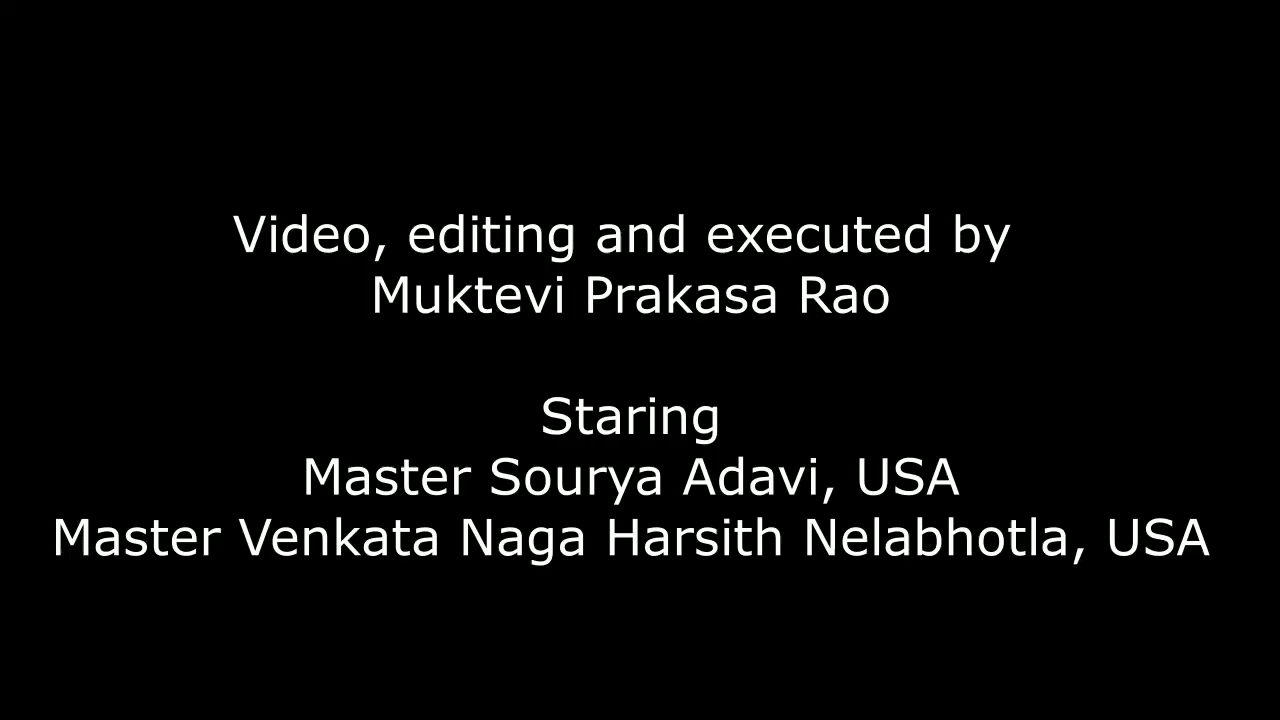 Video, editing and executed by
Muktevi Prakasa Rao
Staring
Master Sourya Adavi, USA
Master Venkata Naga Harsith Nelabhotla, USA